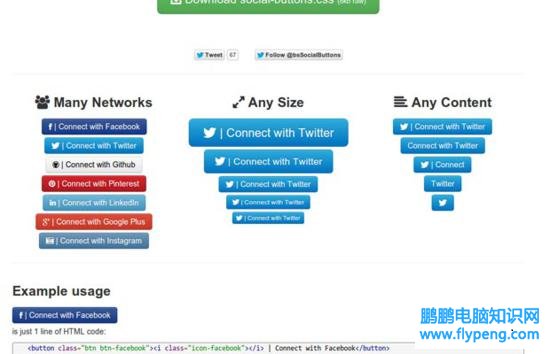 Download social-buttons.css (6kb raw)
Tweet 67 Follow @bsSocialButtons
Many Networks
f | Connect with Facebook
| Connect with Twitter
| Connect with Github
| Connect with Pinterest
in | Connect with LinkedIn
g+ | Connect with Google Plus
| Connect with Instagram
Any Size
| Connect with Twitter
| Connect with Twitter
| Connect with Twitter
| Connect with Twitter
| Connect with Twitter
Any Content
| Connect with Twitter
Connect with Twitter
| Connect
Twitter
Example usage
f | Connect with Facebook
is just 1 line of HTML code:
<button class="btn btn-facebook"><i class="icon-facebook"></i> | Connect with Facebook</button>
鹏鹏电脑知识网
www.flypeng.com